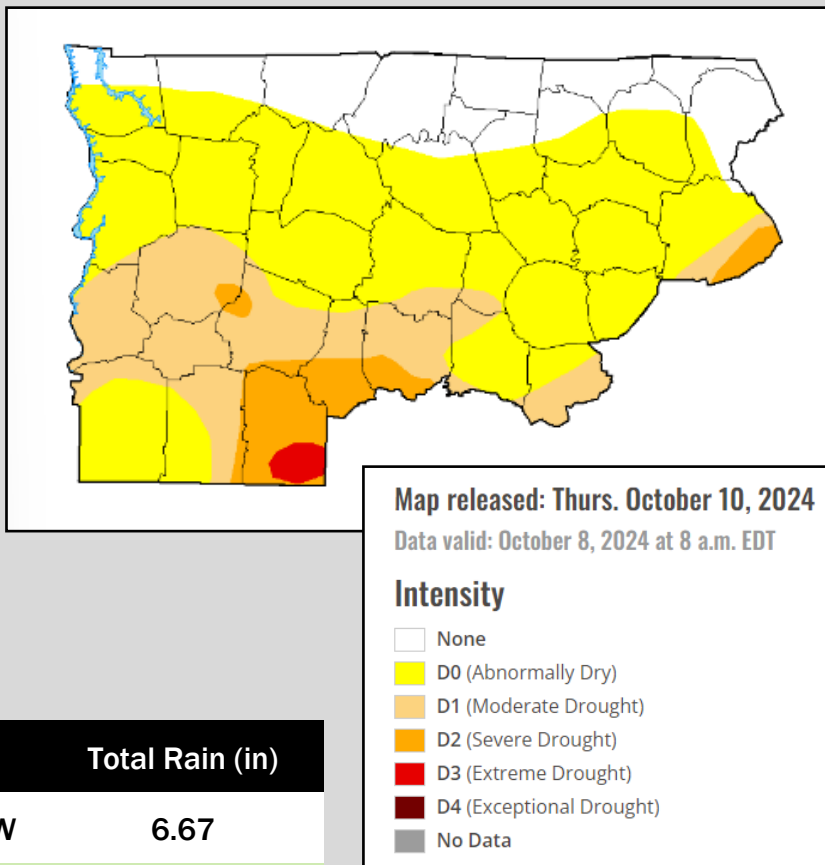 Map released: Thurs. October 10, 2024
Data valid: October 8, 2024 at 8 a.m. EDT
Intensity
None
D0 (Abnormally Dry)
D1 (Moderate Drought)
D2 (Severe Drought)
D3 (Extreme Drought)
D4 (Exceptional Drought)
No Data
Total Rain (in)
6.67